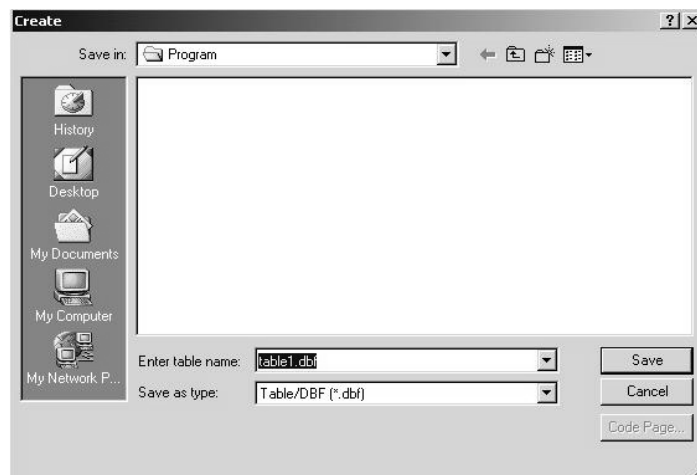 Create
Save in: Program
History
Desktop
My Documents
My Computer
My Network P...
Enter table name: table1.dbf
Save as type: Table/DBF (*.dbf)
Save
Cancel
Code Page...